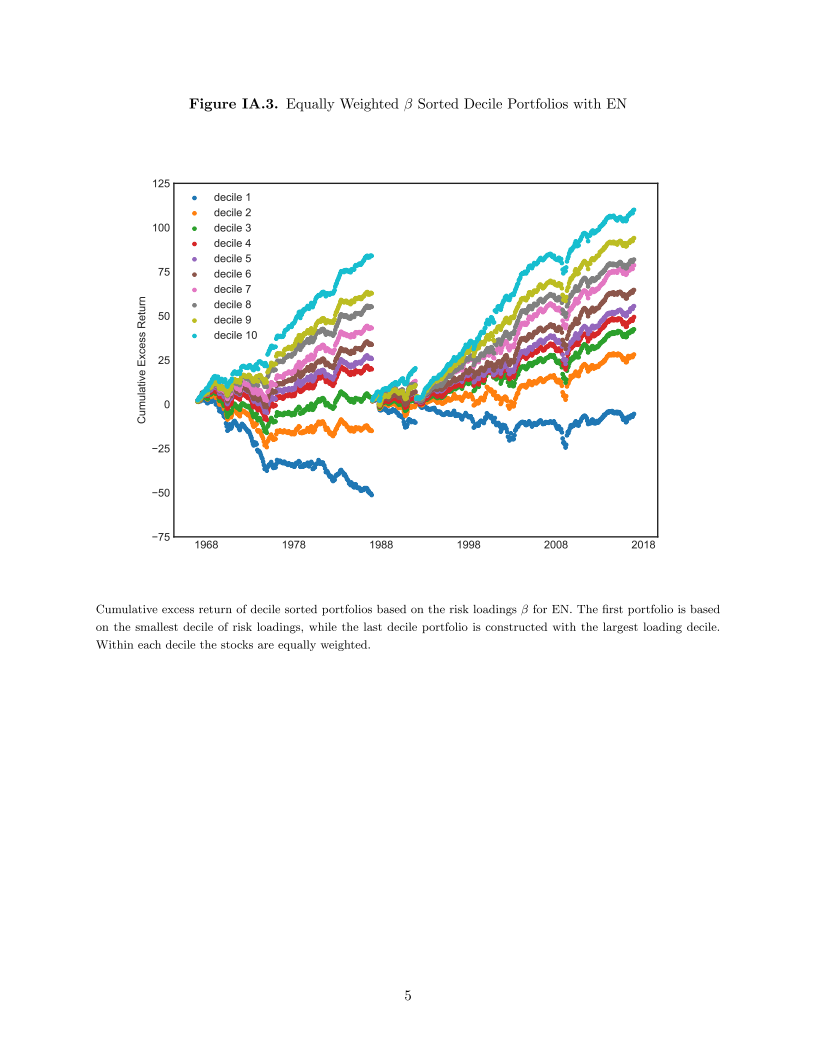 Figure IA.3. Equally Weighted β Sorted Decile Portfolios with EN
125
100
75
50
25
0
−25
−50
−75
Cumulative Excess Return
decile 1
decile 2
decile 3
decile 4
decile 5
decile 6
decile 7
decile 8
decile 9
decile 10
1968 1978 1988 1998 2008 2018
Cumulative excess return of decile sorted portfolios based on the risk loadings β for EN. The first portfolio is based
on the smallest decile of risk loadings, while the last decile portfolio is constructed with the largest loading decile.
Within each decile the stocks are equally weighted.
5